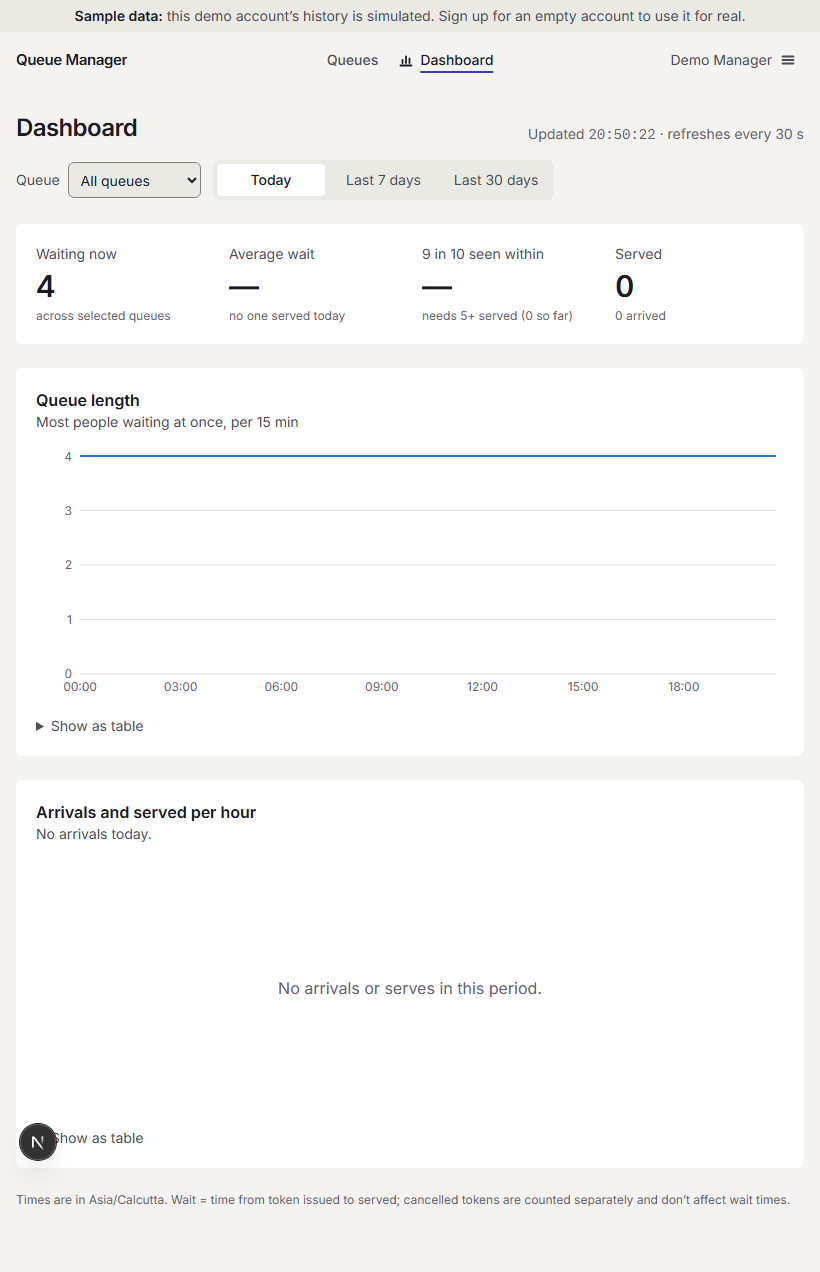 Sample data: this demo account’s history is simulated. Sign up for an empty account to use it for real.
Queue Manager
Queues
Dashboard
Demo Manager
Dashboard
Updated 20:50:22 · refreshes every 30 s
Queue
All queues
Today
Last 7 days
Last 30 days
Waiting now
4
across selected queues
Average wait
—
no one served today
9 in 10 seen within
—
needs 5+ served (0 so far)
Served
0
0 arrived
Queue length
Most people waiting at once, per 15 min
4
3
2
1
0
00:00 03:00 06:00 09:00 12:00 15:00 18:00
Show as table
Arrivals and served per hour
No arrivals today.
No arrivals or serves in this period.
N
Show as table
Times are in Asia/Calcutta. Wait = time from token issued to served; cancelled tokens are counted separately and don’t affect wait times.